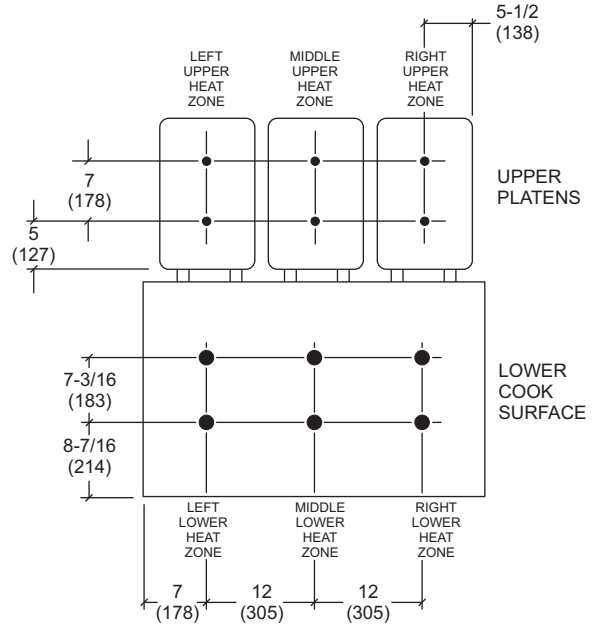 5-1/2
(138)
LEFT
UPPER
HEAT
ZONE
MIDDLE
UPPER
HEAT
ZONE
RIGHT
UPPER
HEAT
ZONE
7
(178)
5
(127)
UPPER
PLATENS
7-3/16
(183)
8-7/16
(214)
LOWER
COOK
SURFACE
LEFT
LOWER
HEAT
ZONE
MIDDLE
LOWER
HEAT
ZONE
RIGHT
LOWER
HEAT
ZONE
7
(178)
12
(305)
12
(305)